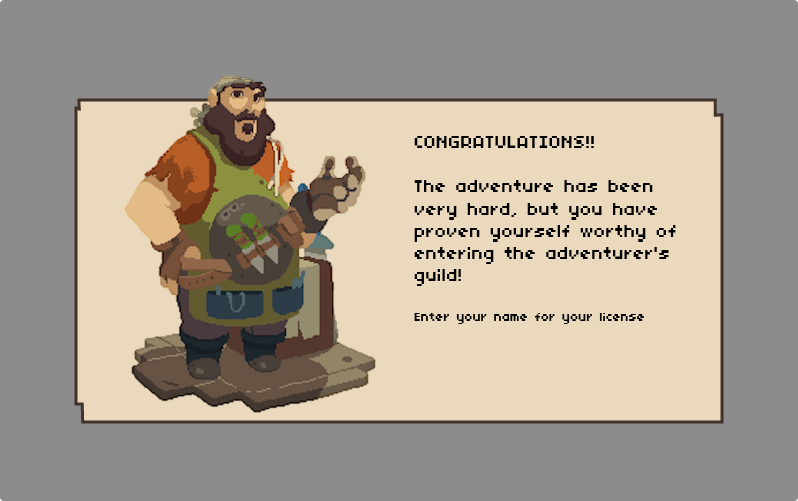 CONGRATULATIONS!!
The adventure has been
very hard, but you have
proven yourself worthy of
entering the adventurer's
guild!
Enter your name for your license